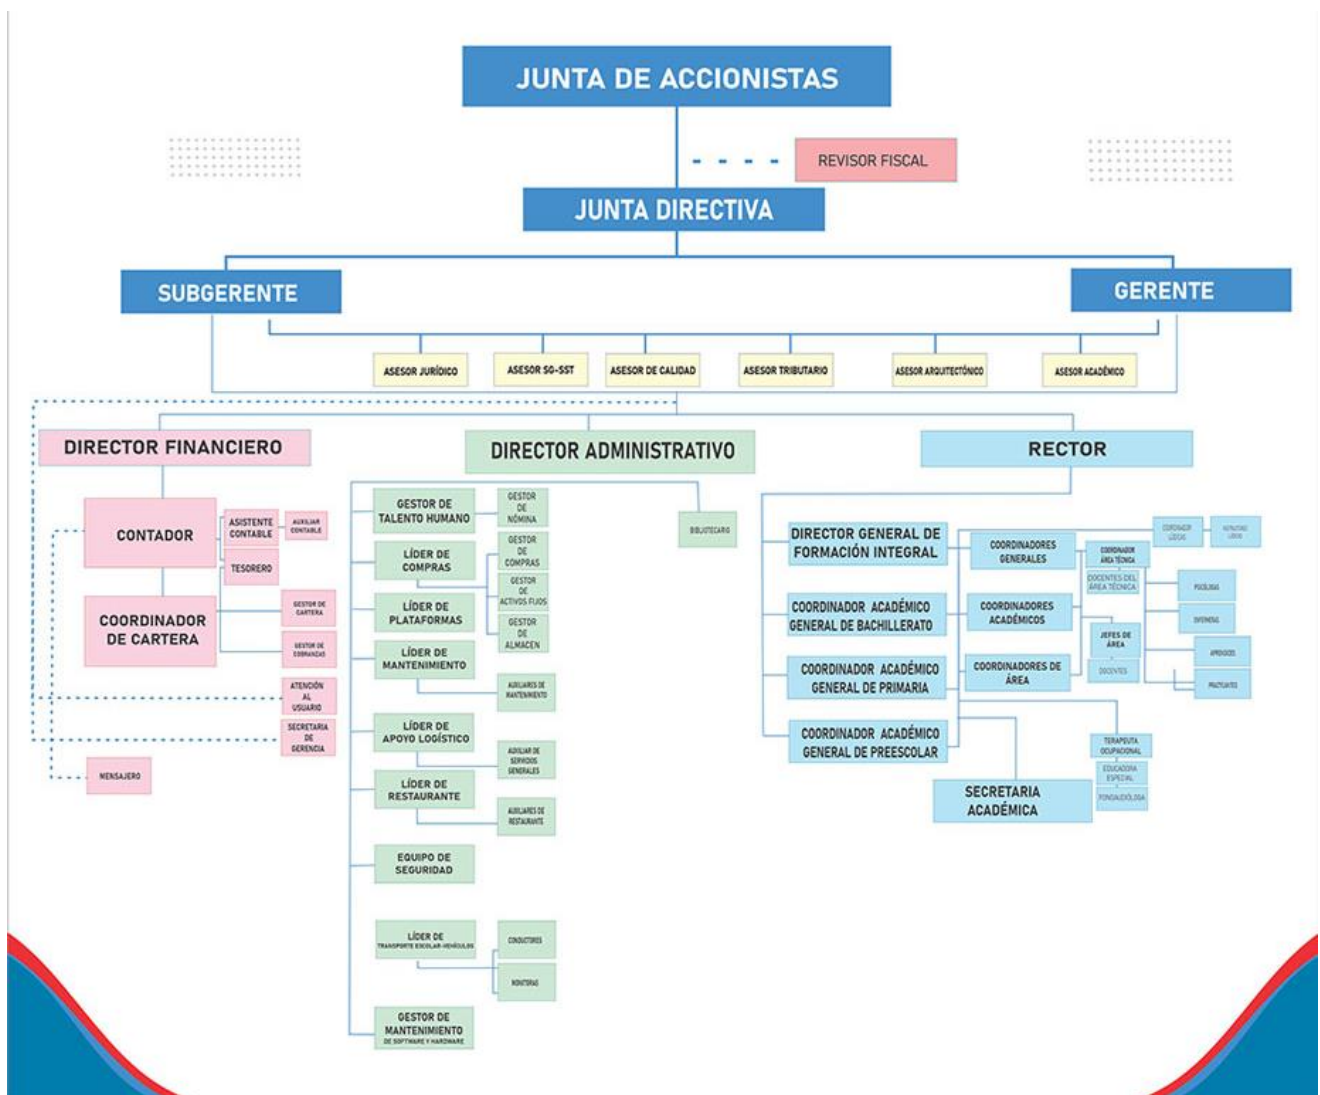 JUNTA DE ACCIONISTAS
REVISOR FISCAL
JUNTA DIRECTIVA
SUBGERENTE
GERENTE
ASESOR JURÍDICO
ASESOR SG-SST
ASESOR DE CALIDAD
ASESOR TRIBUTARIO
ASESOR ARQUITECTÓNICO
ASESOR ACADÉMICO
DIRECTOR FINANCIERO
CONTADOR
ASISTENTE
CONTABLE
AUXILIAR
CONTABLE
TESORERO
COORDINADOR
DE CARTERA
GESTOR DE
CARTERA
GESTOR DE
COBRANZAS
ATENCIÓN
AL
USUARIO
SECRETARIA
DE
GERENCIA
MENSAJERO
DIRECTOR ADMINISTRATIVO
GESTOR DE
TALENTO HUMANO
GESTOR
DE
NÓMINA
BIBLIOTECARIO
LÍDER DE
COMPRAS
GESTOR
DE
COMPRAS
GESTOR
DE
ACTIVOS FIJOS
GESTOR
DE
ALMACEN
LÍDER DE
PLATAFORMAS
LÍDER DE
MANTENIMIENTO
AUXILIARES DE
MANTENIMIENTO
LÍDER DE
APOYO LOGÍSTICO
AUXILIAR DE
SERVICIOS
GENERALES
LÍDER DE
RESTAURANTE
AUXILIARES DE
RESTAURANTE
EQUIPO DE
SEGURIDAD
LÍDER DE
TRANSPORTE ESCOLAR-VEHÍCULOS
CONDUCTORES
MONITORAS
GESTOR DE
MANTENIMIENTO
DE SOFTWARE Y HARDWARE
RECTOR
DIRECTOR GENERAL DE
FORMACIÓN INTEGRAL
COORDINADORES
GENERALES
COORDINADOR
ÁREA TÉCNICA
DOCENTES DEL
ÁREA TÉCNICA
COORDINADOR
PSICÓLOGAS
ENFERMERAS
APRENDICES
PRACTICANTES
COORDINADOR ACADÉMICO
GENERAL DE BACHILLERATO
COORDINADORES
ACADÉMICOS
JEFES DE
ÁREA
DOCENTES
COORDINADOR ACADÉMICO
GENERAL DE PRIMARIA
COORDINADORES DE
ÁREA
COORDINADOR ACADÉMICO
GENERAL DE PREESCOLAR
TERAPEUTA
OCUPACIONAL
EDUCADORA
ESPECIAL
FONOAUDIÓLOGA
SECRETARIA
ACADÉMICA